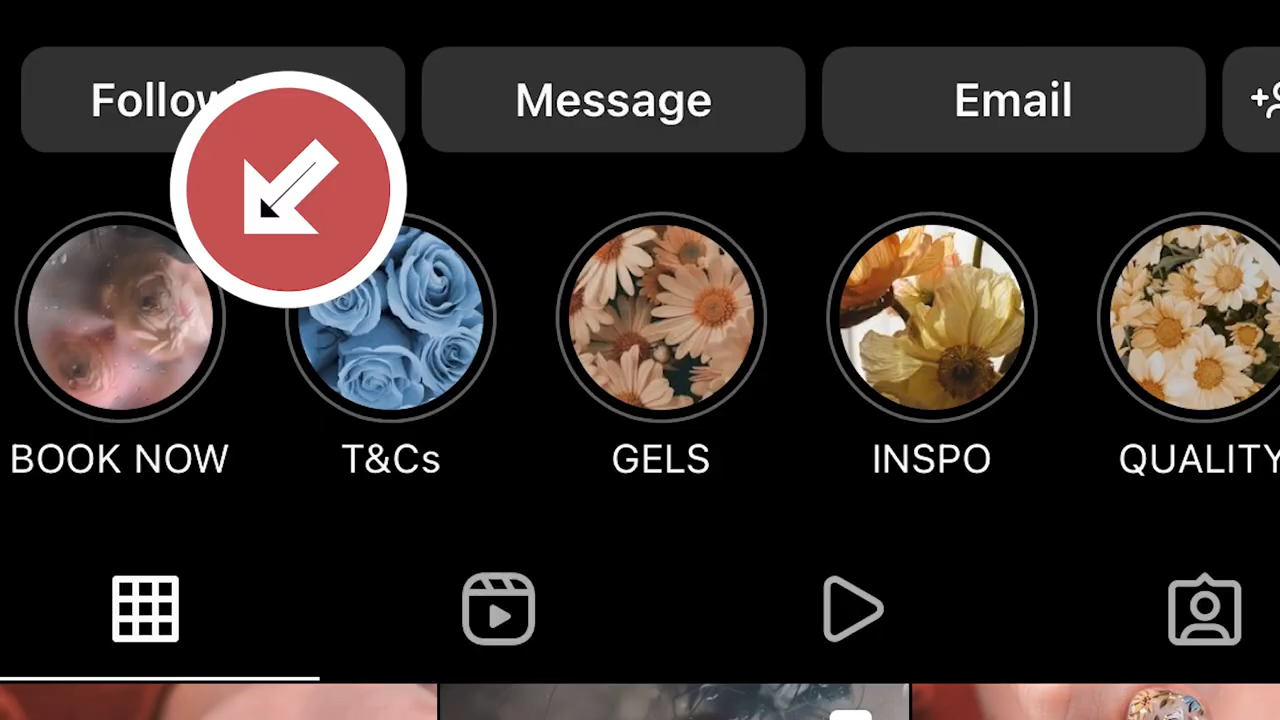 Follow
Message
Email
BOOK NOW
T&Cs
GELS
INSPO
QUALITY